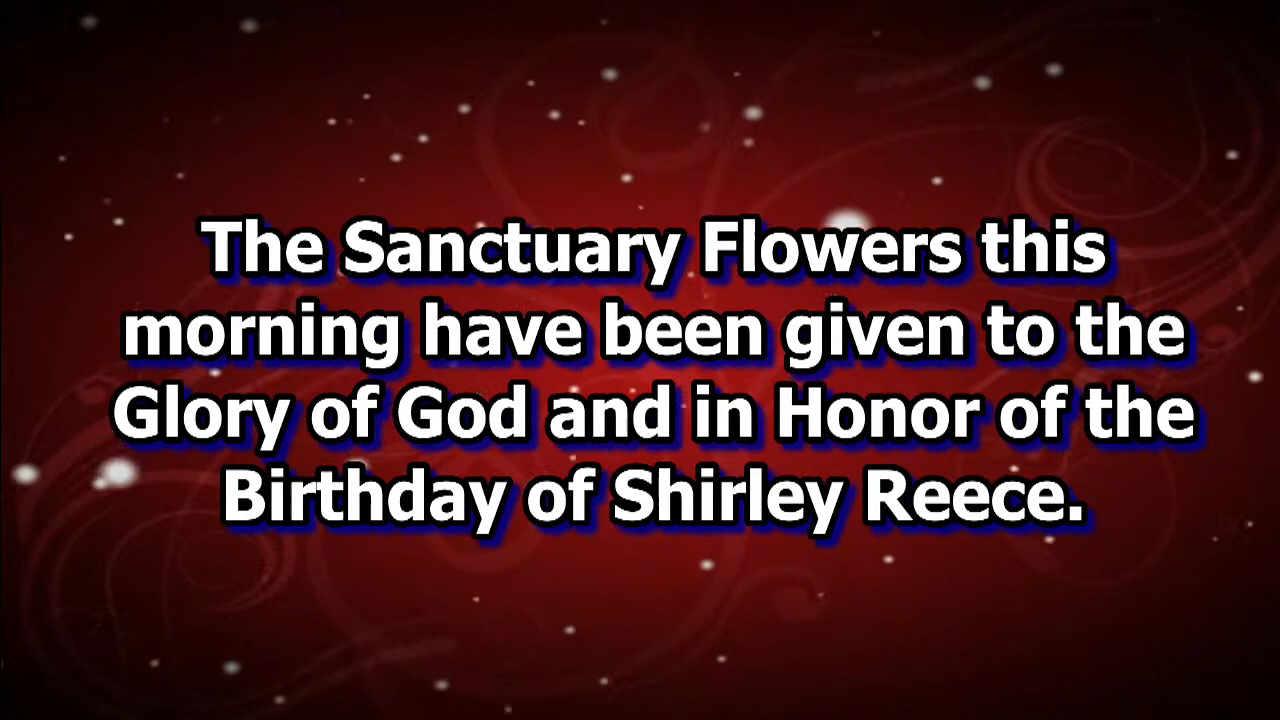 The Sanctuary Flowers this
morning have been given to the
Glory of God and in Honor of the
Birthday of Shirley Reece.